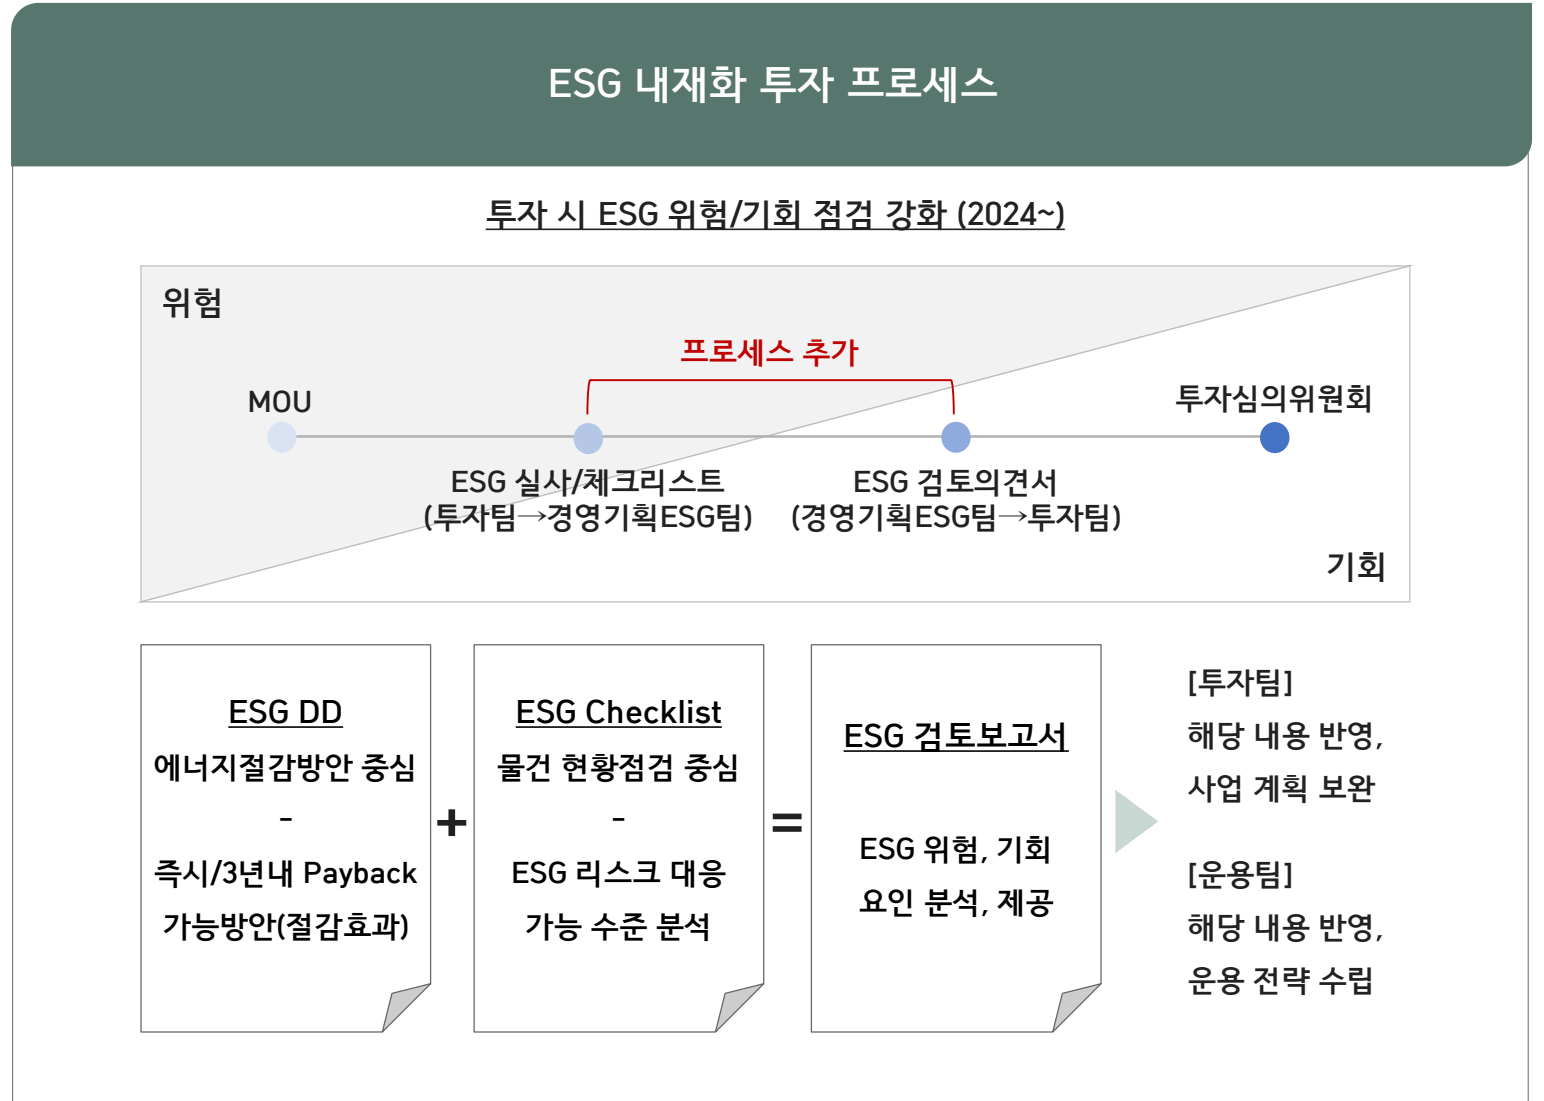 ESG 내재화 투자 프로세스
투자 시 ESG 위험/기회 점검 강화 (2024~)
위험
프로세스 추가
MOU
투자심의위원회
ESG 실사/체크리스트
(투자팀→경영기획ESG팀)
ESG 검토의견서
(경영기획ESG팀→투자팀)
기회
ESG DD
에너지절감방안 중심
–
즉시/3년내 Payback
가능방안(절감효과)
+
ESG Checklist
물건 현황점검 중심
–
ESG 리스크 대응
가능 수준 분석
=
ESG 검토보고서
ESG 위험, 기회
요인 분석, 제공
[투자팀]
해당 내용 반영,
사업 계획 보완
[운용팀]
해당 내용 반영,
운용 전략 수립